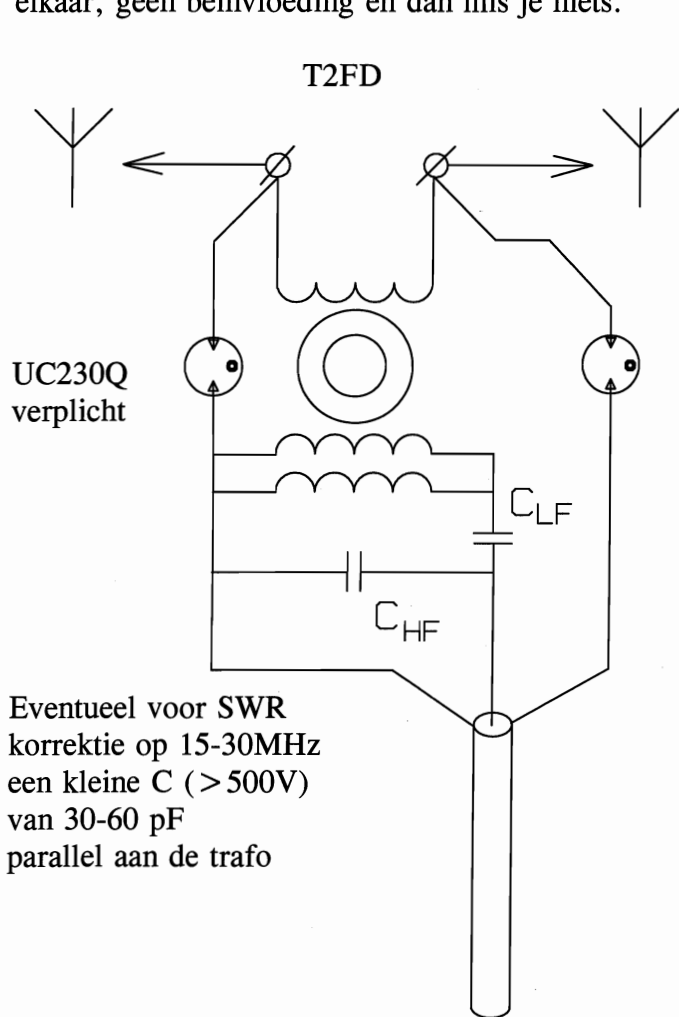 elkaar, geen beïnvloeding en dan mis je niets.
T2FD
UC230Q
verplicht
CLF
CHF
Eventueel voor SWR
korrektie op 15-30MHz
een kleine C (>500V)
van 30-60 pF
parallel aan de trafo